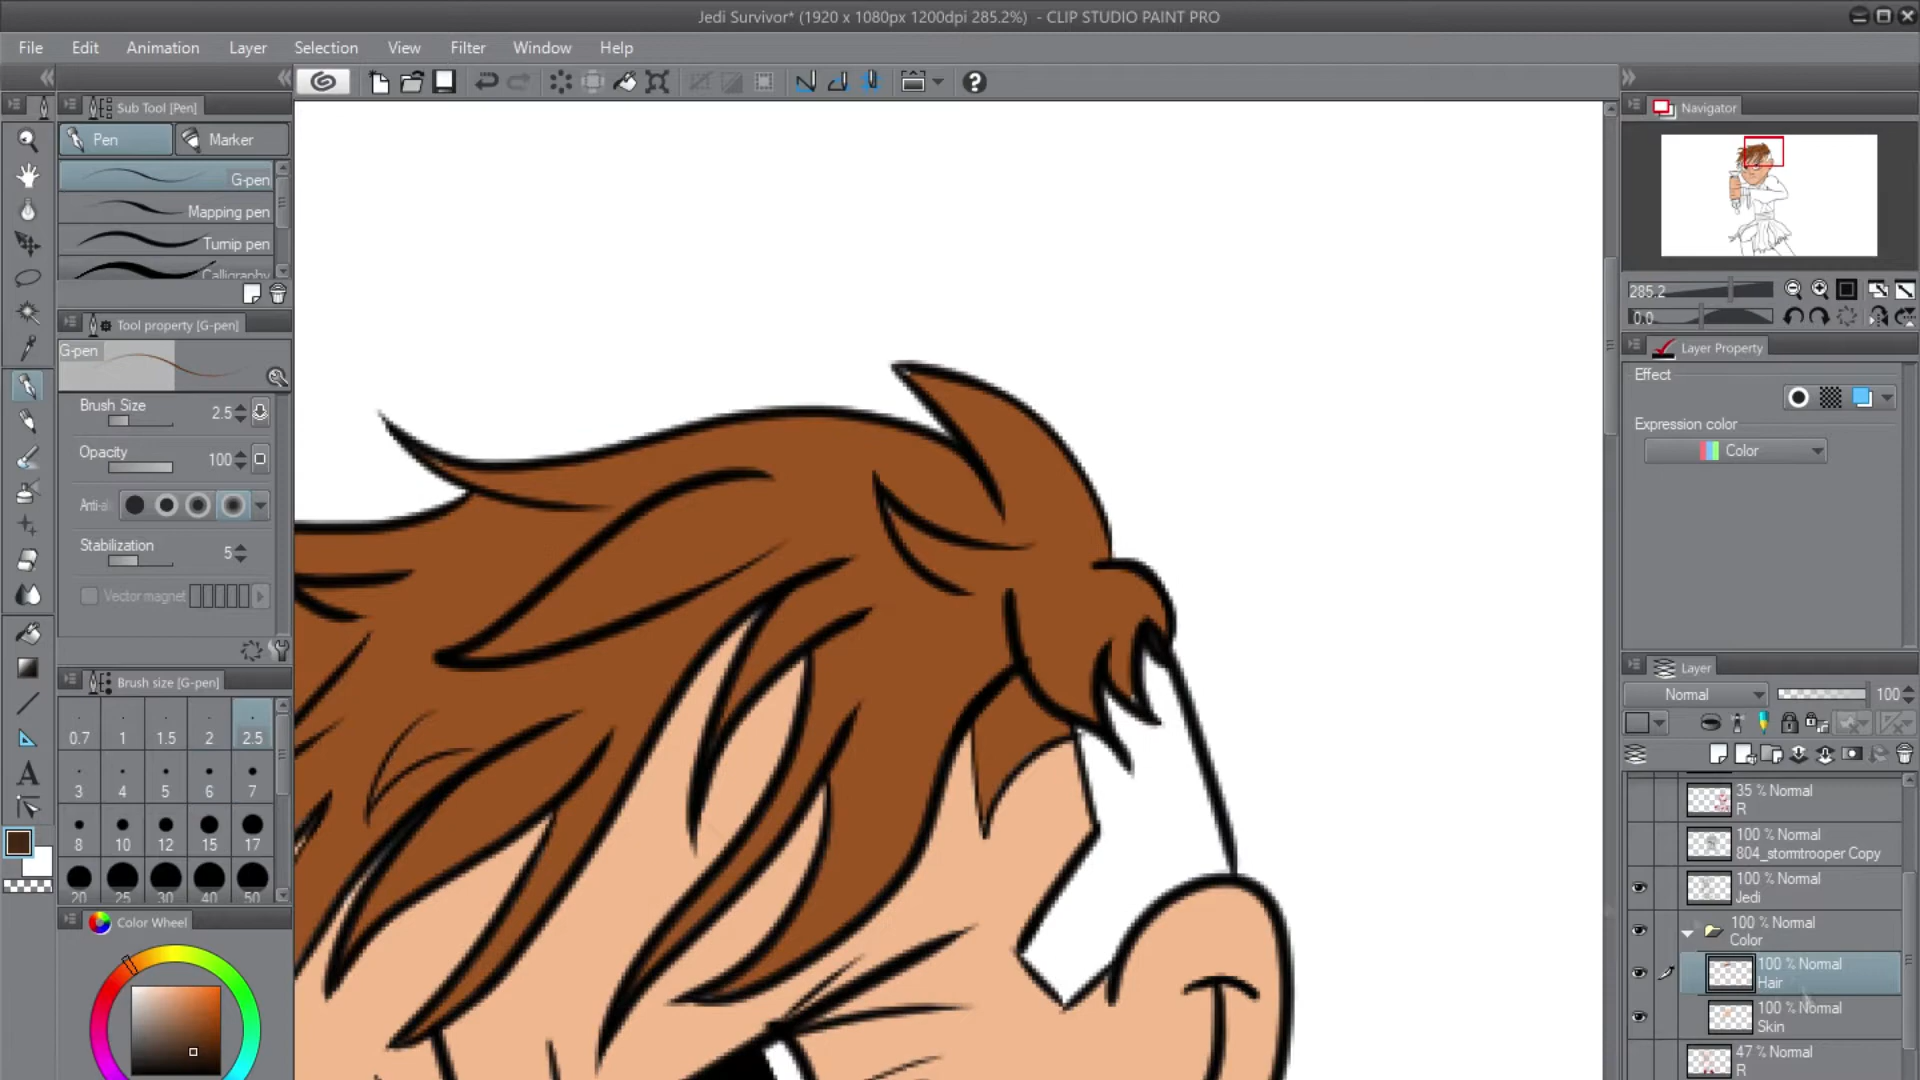 Jedi Survivor* (1920 x 1080px 1200dpi 285.2%) - CLIP STUDIO PAINT PRO
File Edit Animation Layer Selection View Filter Window Help
Sub Tool [Pen]
Navigator
Pen Marker
G-pen
Mapping pen
Turnip pen
Calligraphy
285.2
0.0
Tool property [G-pen]
G-pen
Layer Property
Effect
Brush Size 2.5
Expression color
Color
Opacity 100
Anti-al
Stabilization 5
Vector magnet
Brush size [G-pen]
Layer
Normal 100
0.7 1 1.5 2 2.5
3 4 5 6 7
8 10 12 15 17
20 25 30 40 50
35 % Normal
R
100 % Normal
804_stormtrooper Copy
100 % Normal
Jedi
100 % Normal
Color
100 % Normal
Hair
100 % Normal
Skin
47 % Normal
R
Color Wheel